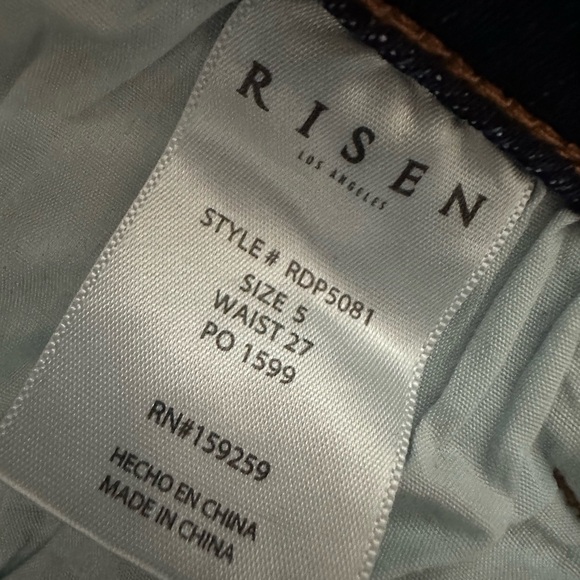 RISEN
LOS ANGELES
STYLE # RDP5081
SIZE 5
WAIST 27
PO 1599
RN#159259
HECHO EN CHINA
MADE IN CHINA